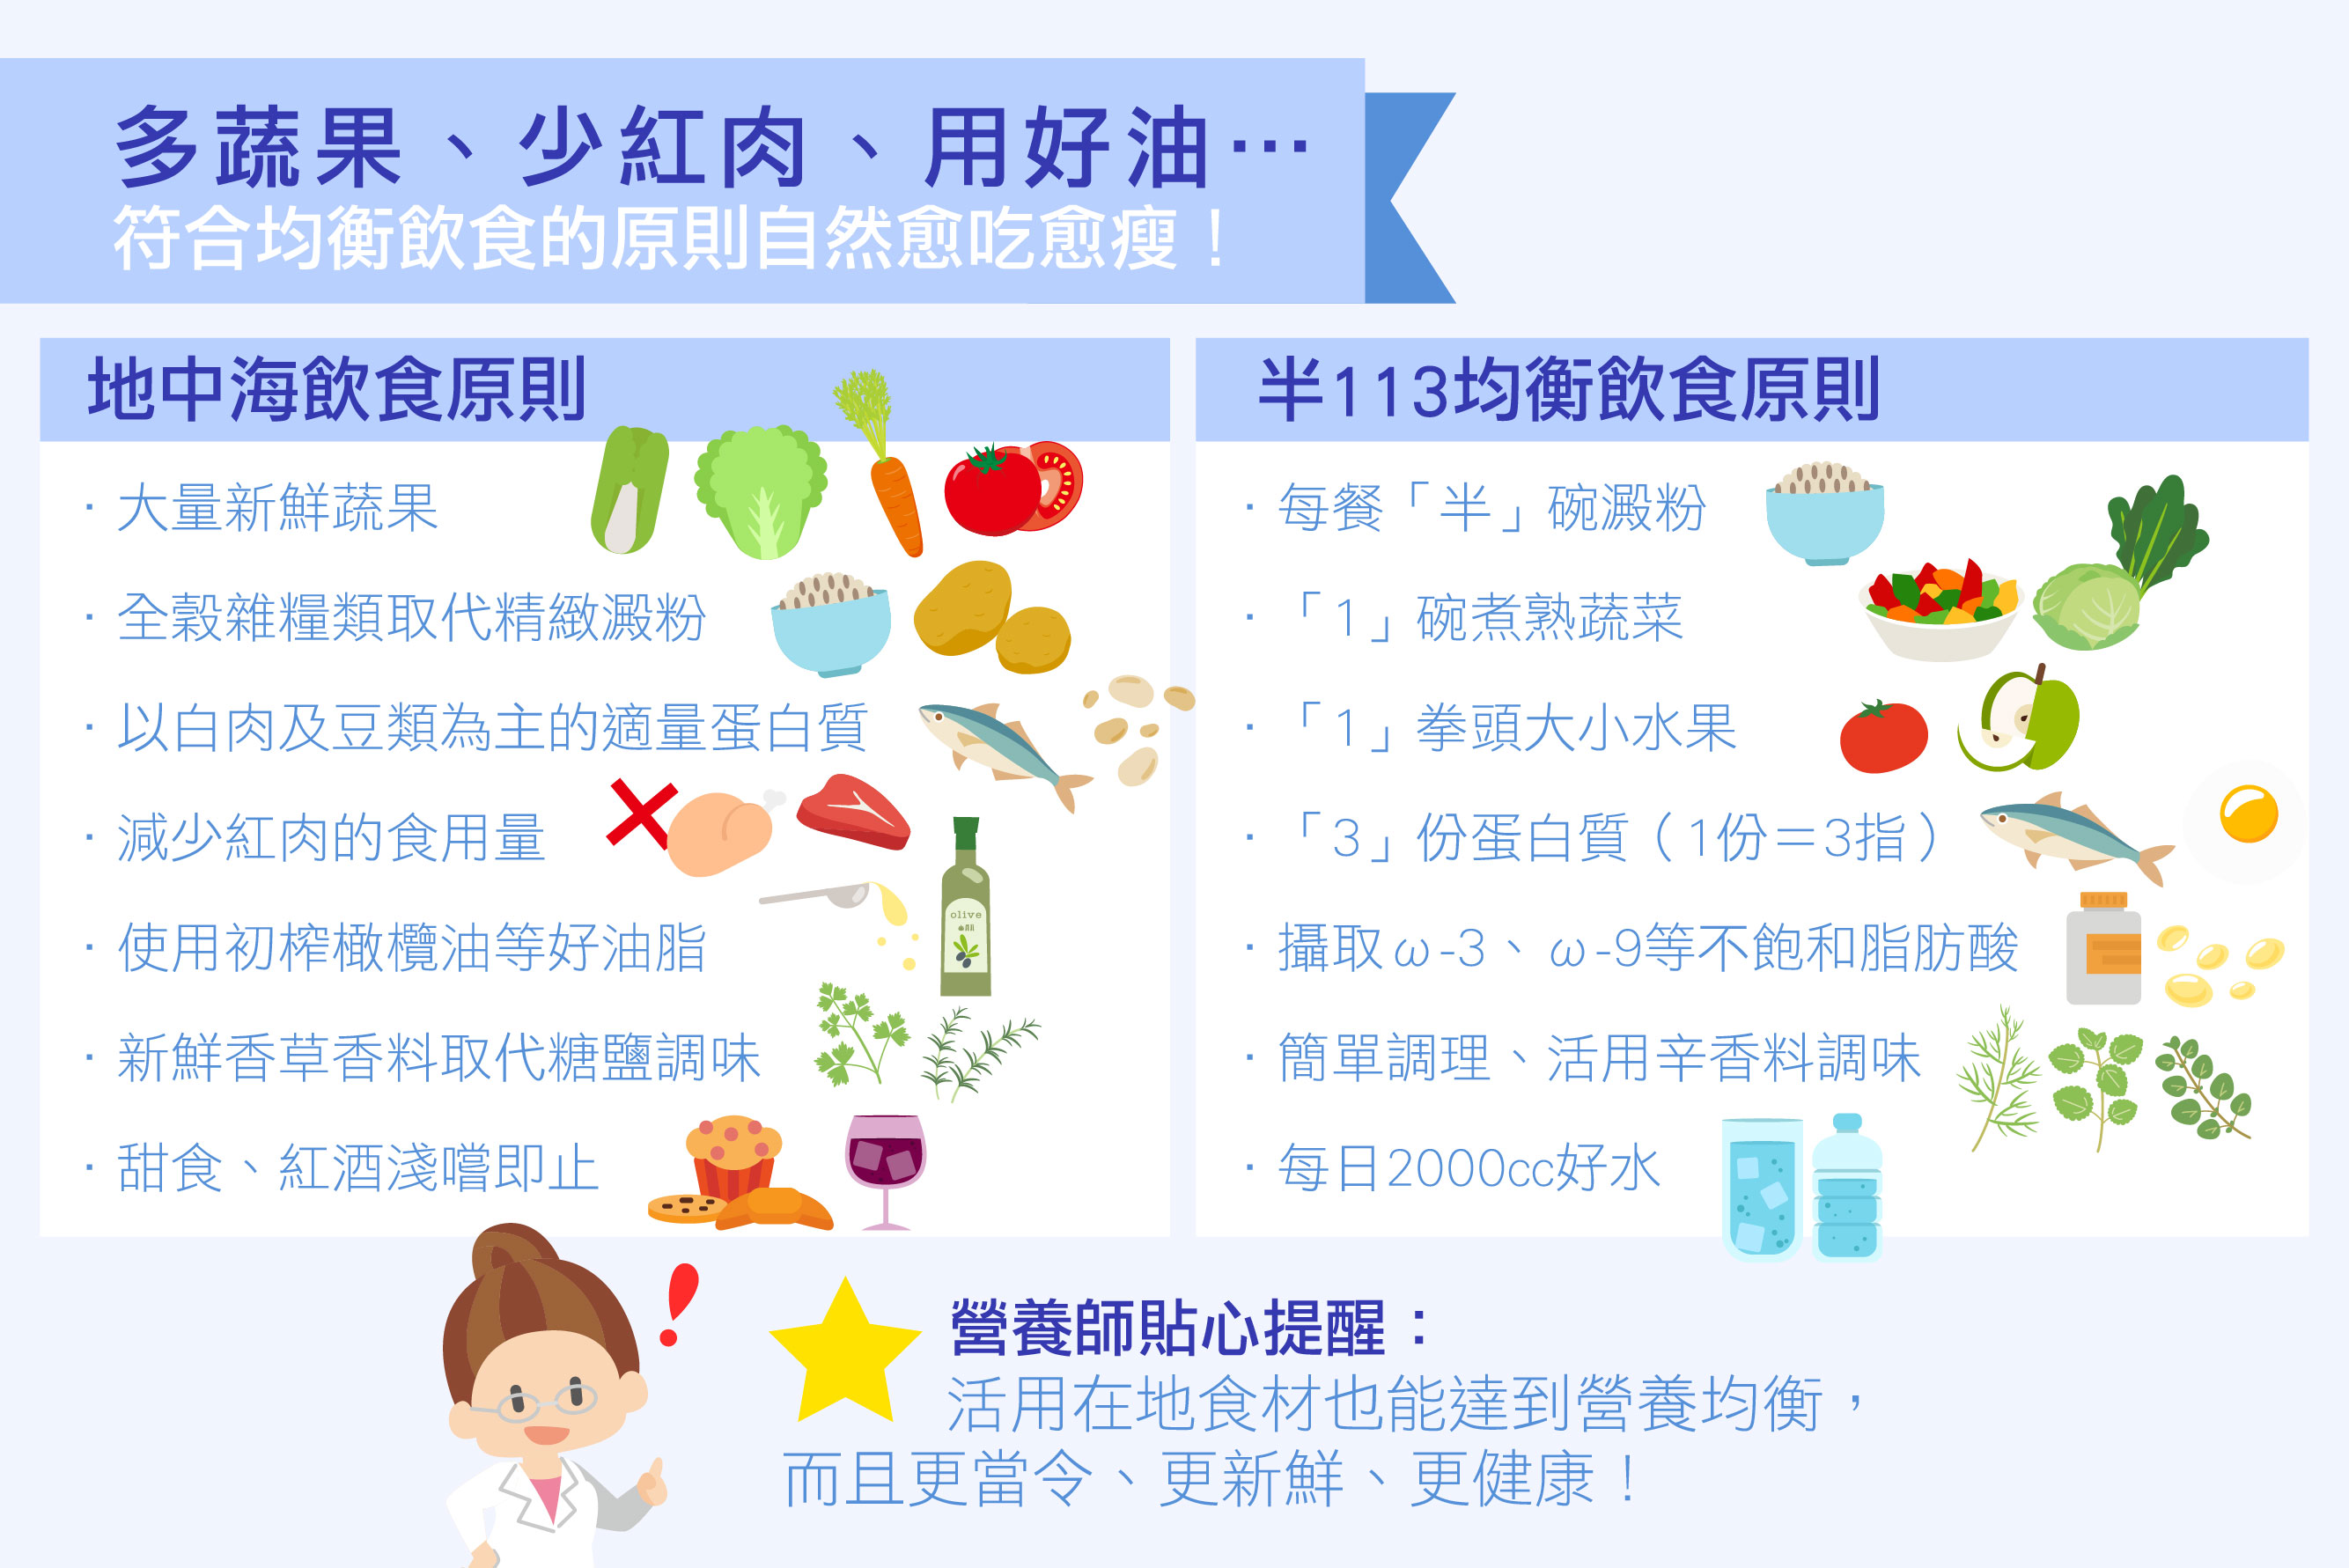 多蔬果、少紅肉、用好油…
符合均衡飲食的原則自然愈吃愈瘦！
地中海飲食原則
· 大量新鮮蔬果
· 全穀雜糧類取代精緻澱粉
· 以白肉及豆類為主的適量蛋白質
· 減少紅肉的食用量
· 使用初榨橄欖油等好油脂
olive
· 新鮮香草香料取代糖鹽調味
· 甜食、紅酒淺嚐即止
半113均衡飲食原則
· 每餐「半」碗澱粉
· 「1」碗煮熟蔬菜
· 「1」拳頭大小水果
· 「3」份蛋白質（1份＝3指）
· 攝取ω-3、ω-9等不飽和脂肪酸
· 簡單調理、活用辛香料調味
· 每日2000cc好水
營養師貼心提醒：
活用在地食材也能達到營養均衡，
而且更當令、更新鮮、更健康！